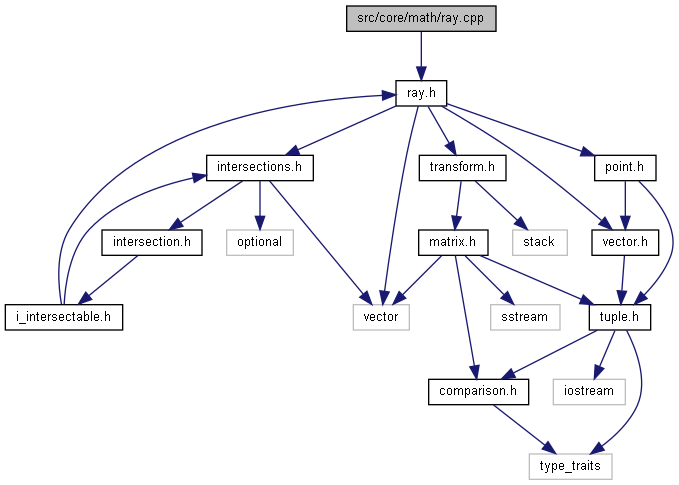 src/core/math/ray.cpp
ray.h
intersections.h
transform.h
point.h
intersection.h
optional
matrix.h
stack
vector.h
i_intersectable.h
vector
sstream
tuple.h
comparison.h
iostream
type_traits